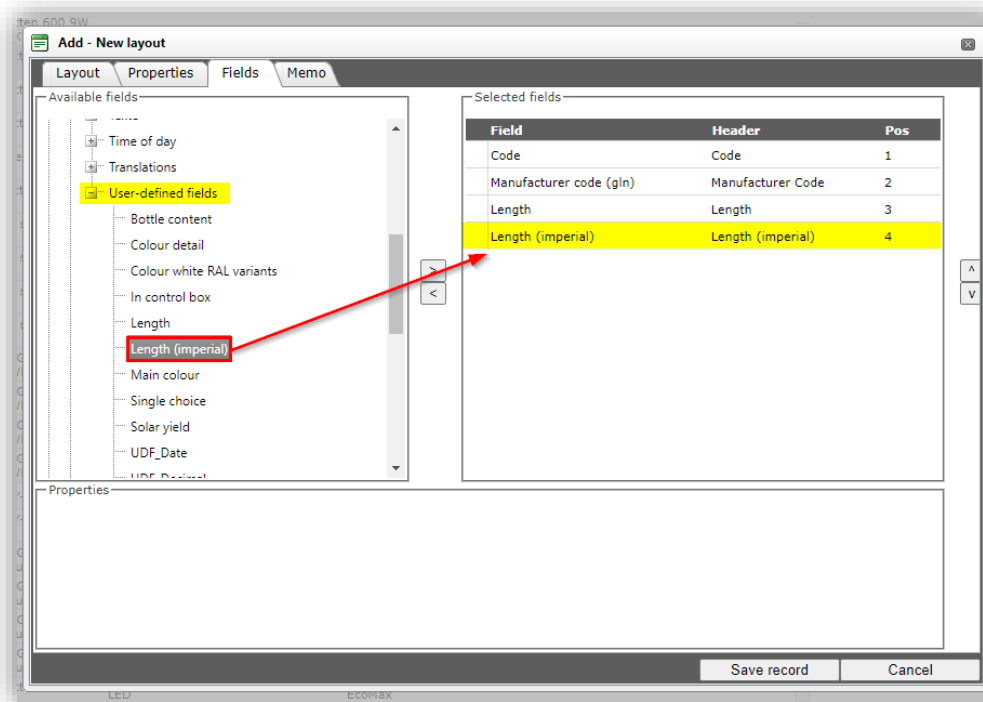 Add - New layout
Layout Properties Fields Memo
Available fields
Time of day
Translations
User-defined fields
Bottle content
Colour detail
Colour white RAL variants
In control box
Length
Length (imperial)
Main colour
Single choice
Solar yield
UDF_Date
UDF_Decimal
>
<
Selected fields
Field Header Pos
Code Code 1
Manufacturer code (gln) Manufacturer Code 2
Length Length 3
Length (imperial) Length (imperial) 4
^
v
Properties
Save record Cancel
LED EcoMax